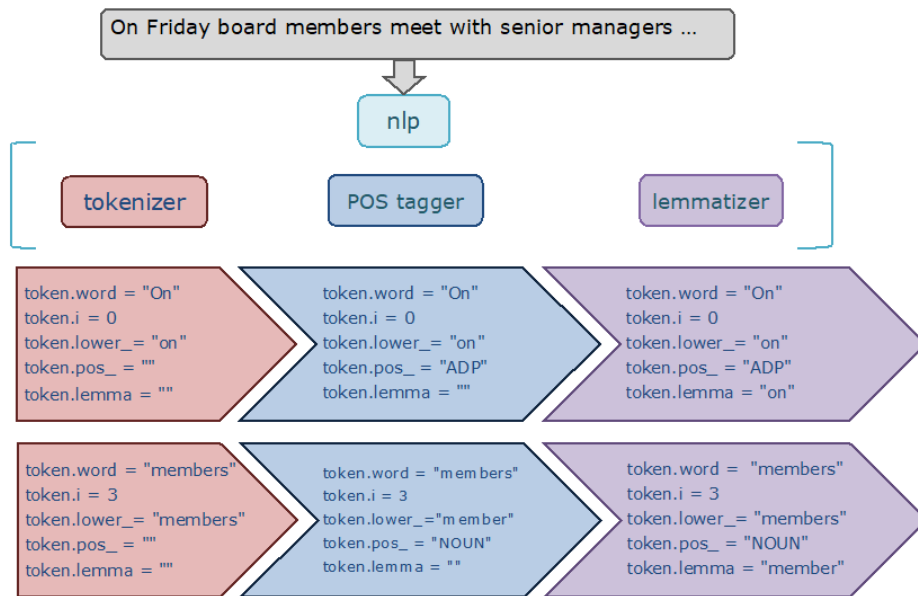 On Friday board members meet with senior managers …
nlp
tokenizer
POS tagger
lemmatizer
token.word = "On"
token.i = 0
token.lower_= "on"
token.pos_ = ""
token.lemma = ""
token.word = "On"
token.i = 0
token.lower_= "on"
token.pos_ = "ADP"
token.lemma = ""
token.word = "On"
token.i = 0
token.lower_= "on"
token.pos_ = "ADP"
token.lemma = "on"
token.word = "members"
token.i = 3
token.lower_= "members"
token.pos_ = ""
token.lemma = ""
token.word = "members"
token.i = 3
token.lower_="member"
token.pos_ = "NOUN"
token.lemma = ""
token.word =  "members"
token.i = 3
token.lower_= "members"
token.pos_ = "NOUN"
token.lemma = "member"